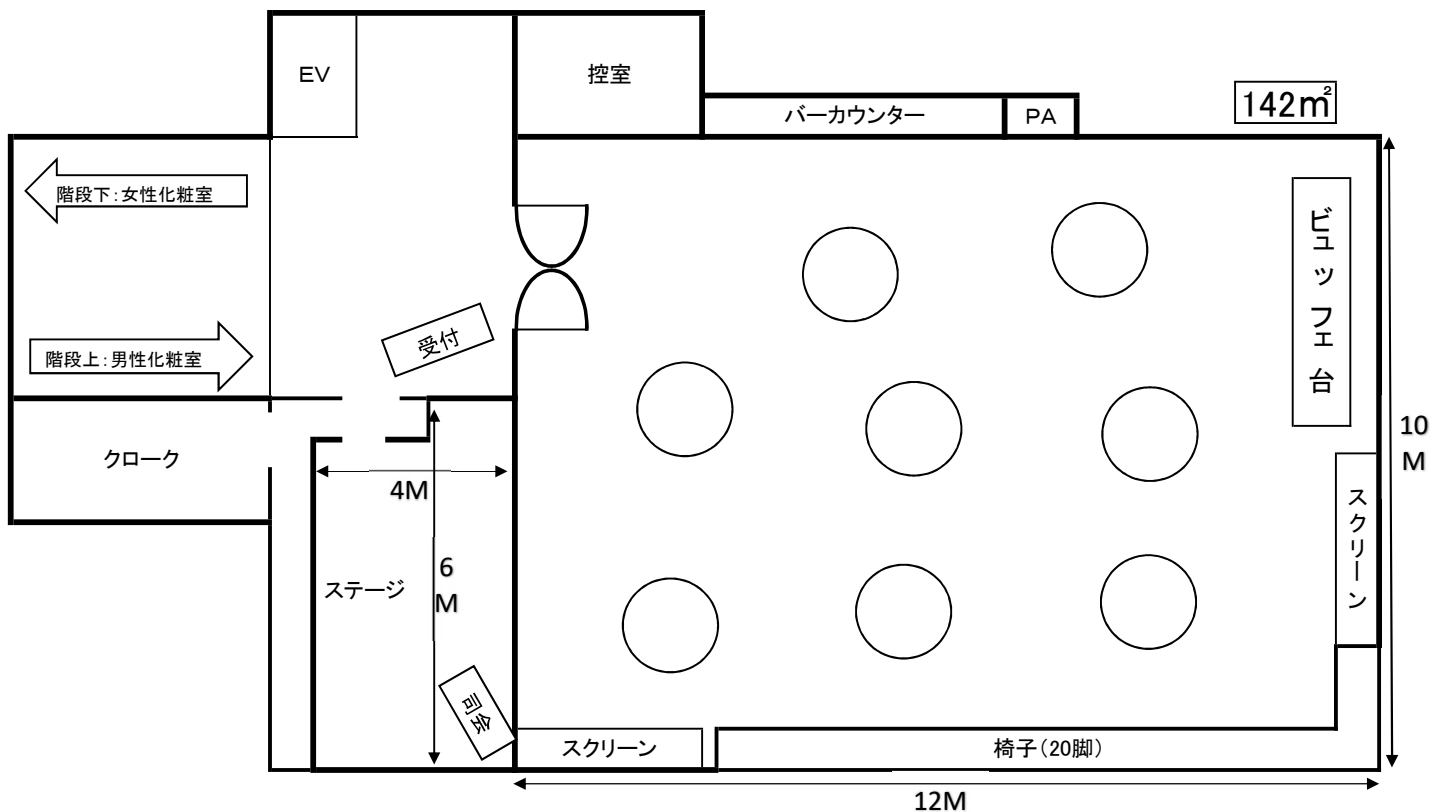 EV
控室
バーカウンター
PA
142㎡
階段下：女性化粧室
ビュッフェ台
受付
階段上：男性化粧室
10
M
クローク
4M
スクリーン
6
M
ステージ
司会
スクリーン
椅子（20脚）
12M